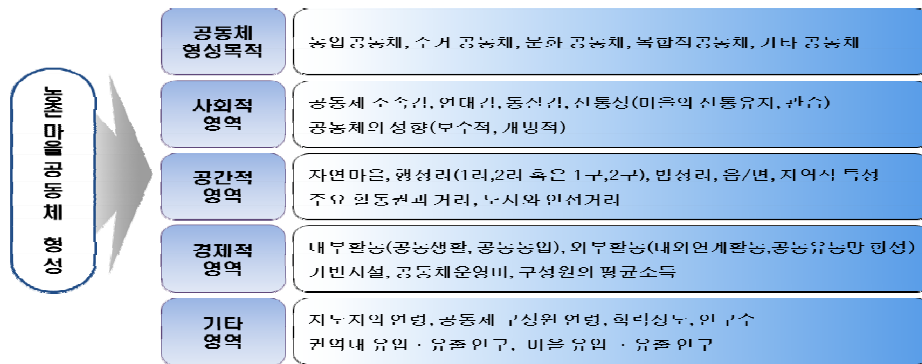 농촌마을공동체 형성
공동체
형성목적
농업공동체, 주거 공동체, 문화 공동체, 복합적공동체, 기타 공동체
사회적
영역
공동체 소속감, 연대감, 동질감, 전통성(마을의 전통유지, 관습)
공동체의 성향(보수적, 개방적)
공간적
영역
자연마을, 행정리(1리,2리 혹은 1구,2구), 법정리, 읍/면, 지역적 특성
주요 활동권과 거리, 도시와 인접거리
경제적
영역
내부활동(공동생활, 공동농업), 외부활동(내외연계활동,공동유통망 형성)
기반시설, 공동체운영비, 구성원의 평균소득
기타
영역
지도자의 연령, 공동체 구성원 연령, 학력정도, 인구수
권역내 유입 · 유출 인구, 마을 유입 · 유출 인구